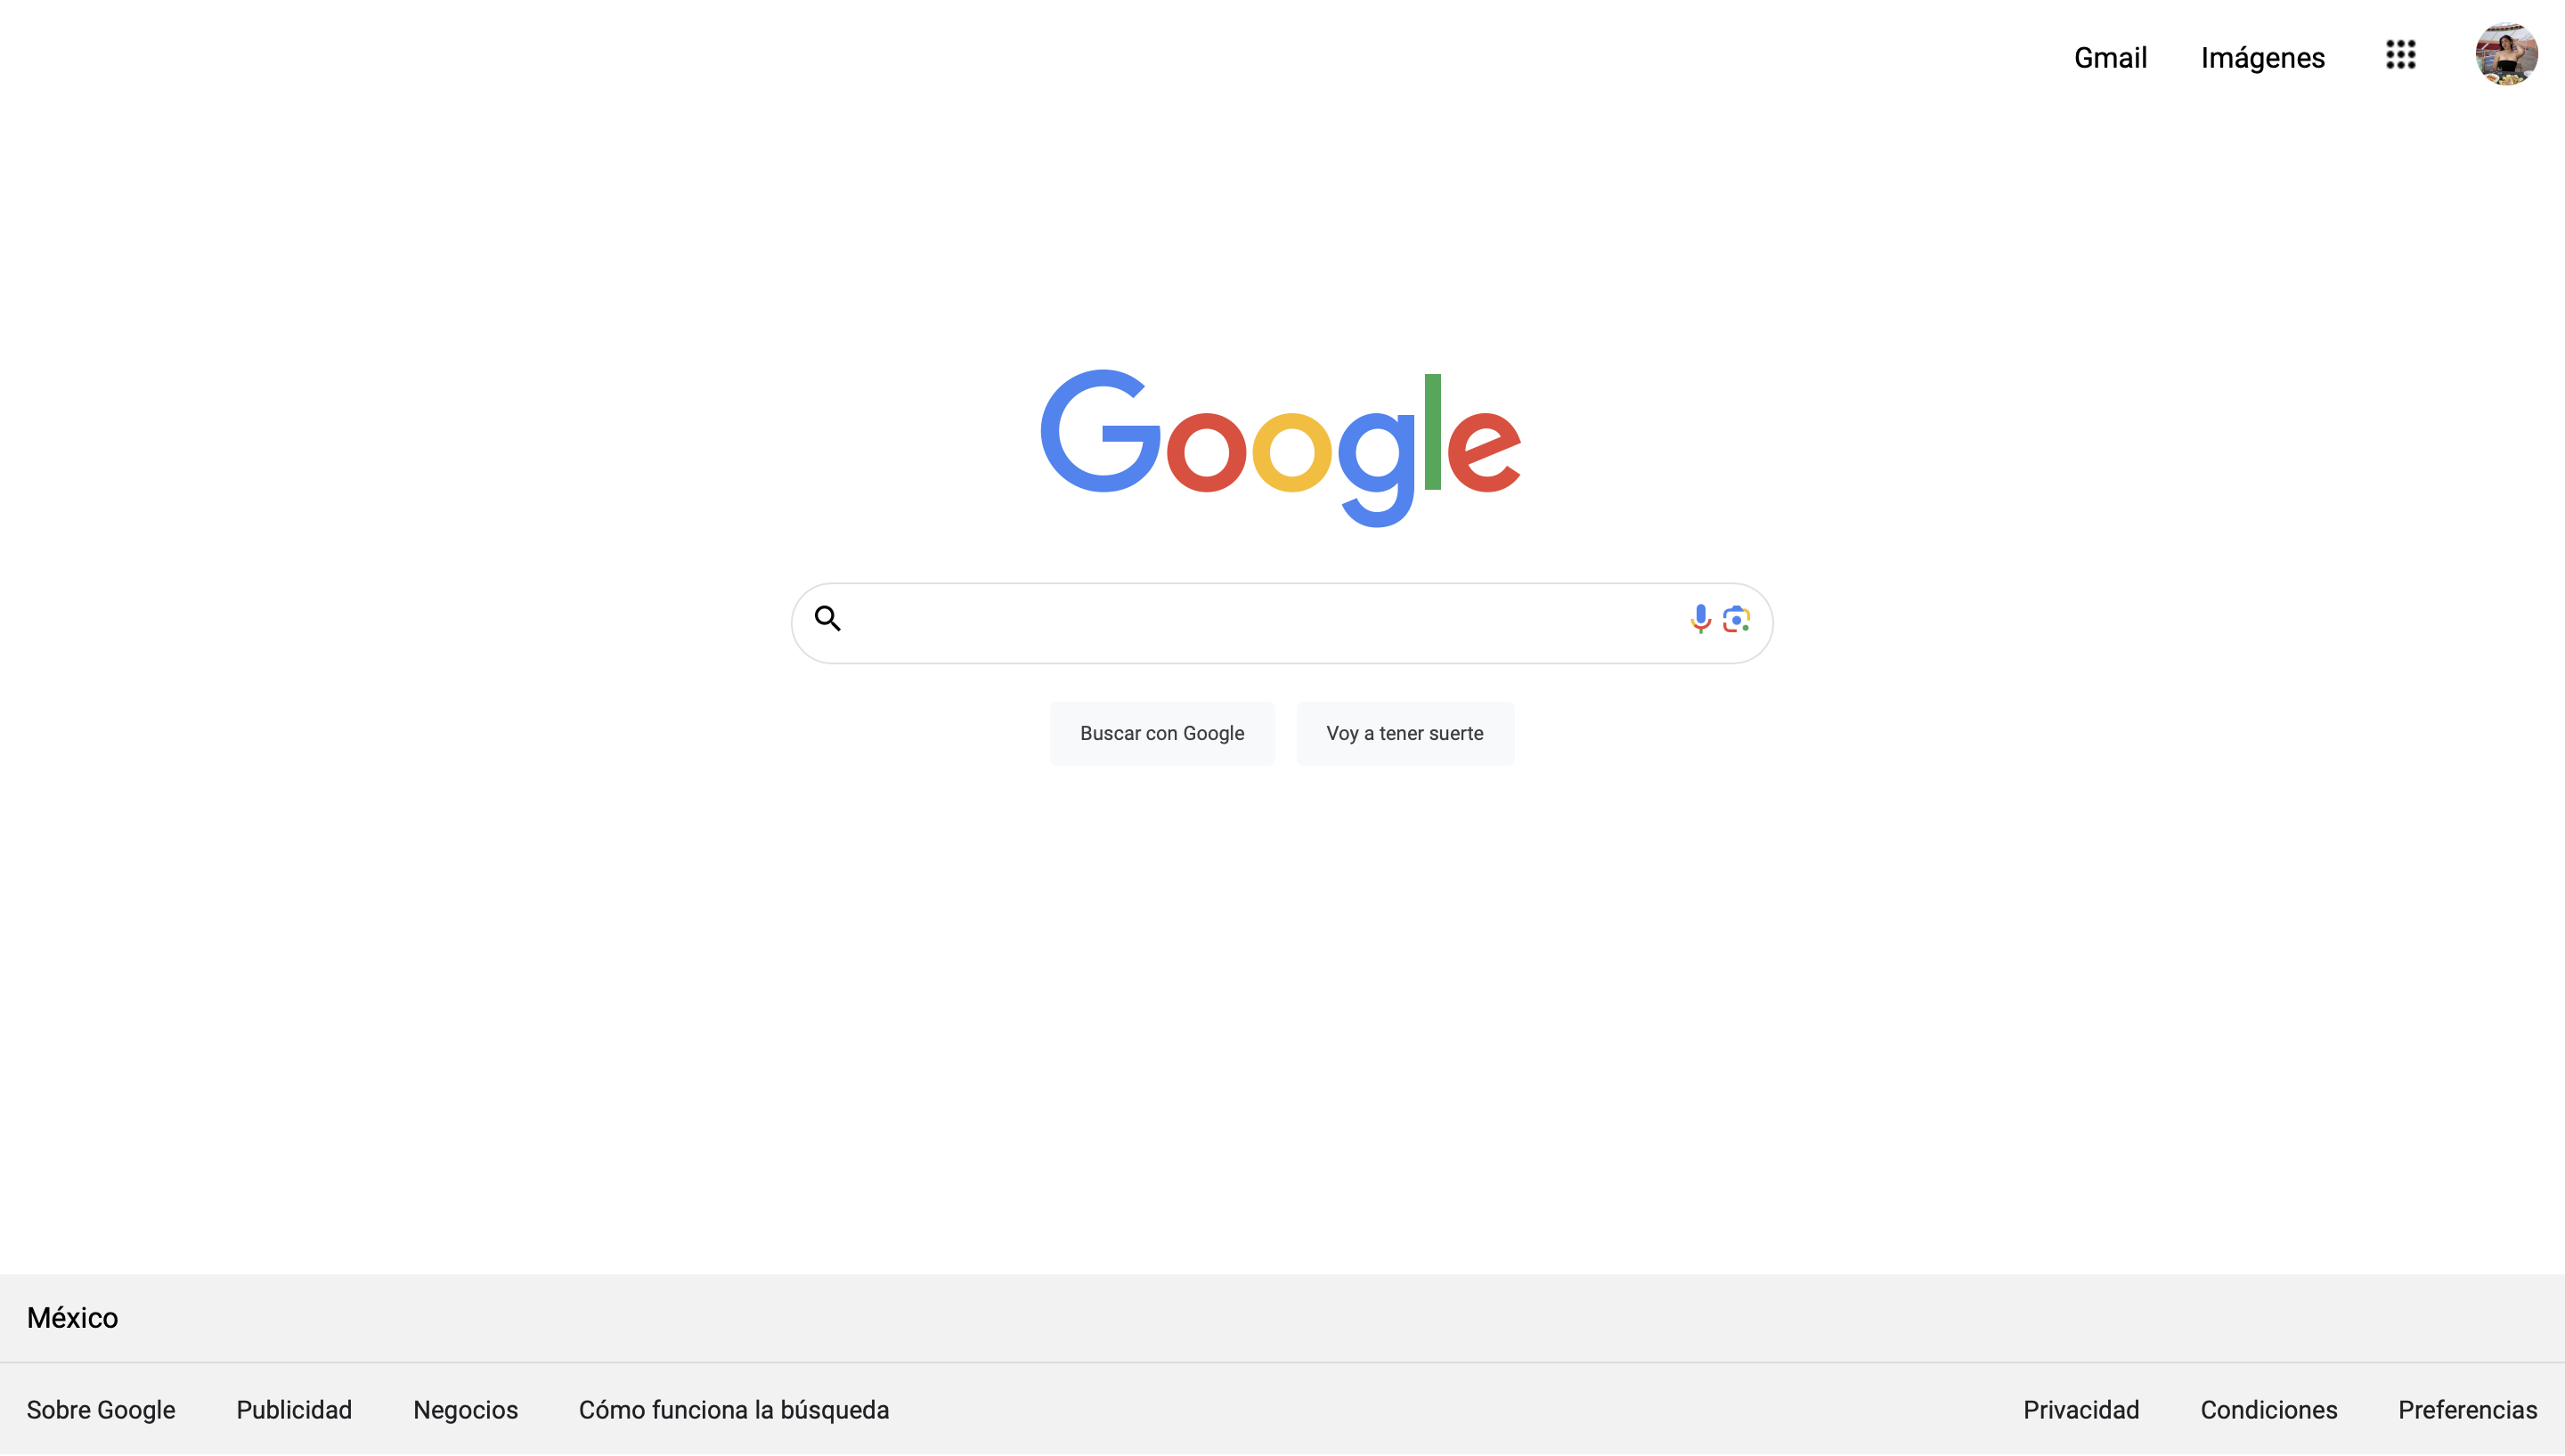 Gmail Imágenes
Google
Buscar con Google Voy a tener suerte
México
Sobre Google Publicidad Negocios Cómo funciona la búsqueda Privacidad Condiciones Preferencias